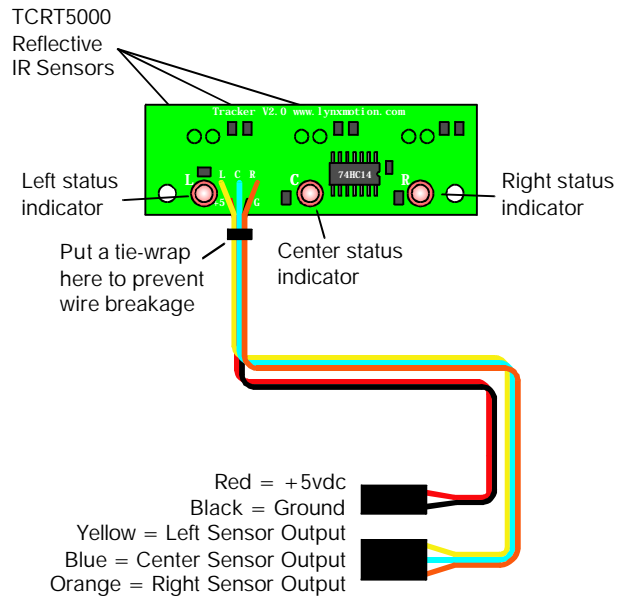 TCRT5000
Reflective
IR Sensors
Tracker V2.0 www.lynxmotion.com
L C R
74HC14
L
C
R
5
G
Left status
indicator
Right status
indicator
Center status
indicator
Put a tie-wrap
here to prevent
wire breakage
Red = +5vdc
Black = Ground
Yellow = Left Sensor Output
Blue = Center Sensor Output
Orange = Right Sensor Output